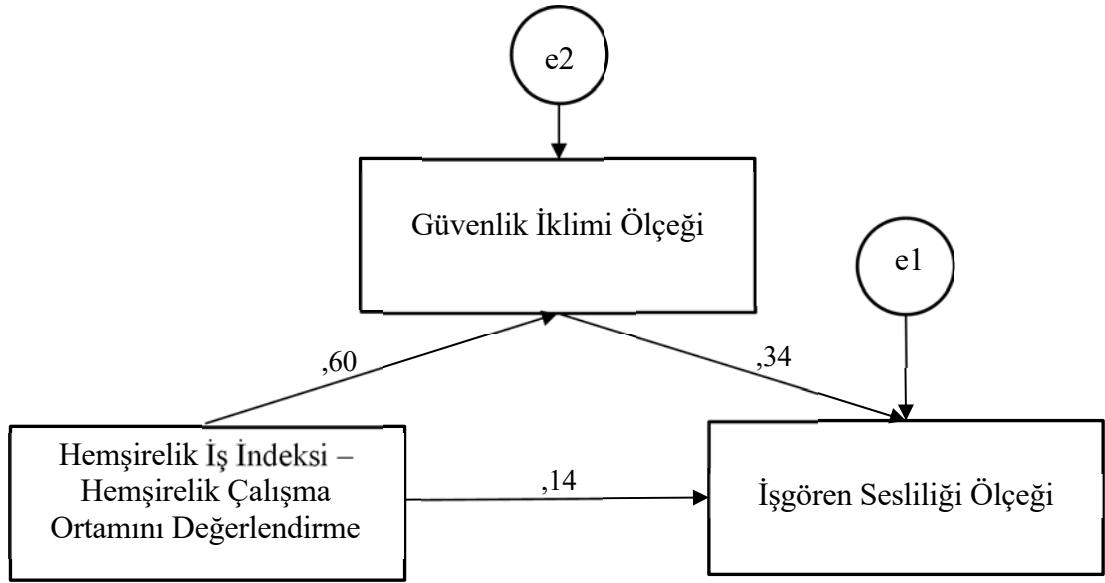 e2
Güvenlik İklimi Ölçeği
e1
,60
,34
Hemşirelik İş İndeksi –
Hemşirelik Çalışma
Ortamını Değerlendirme
,14
İşgören Sesliliği Ölçeği